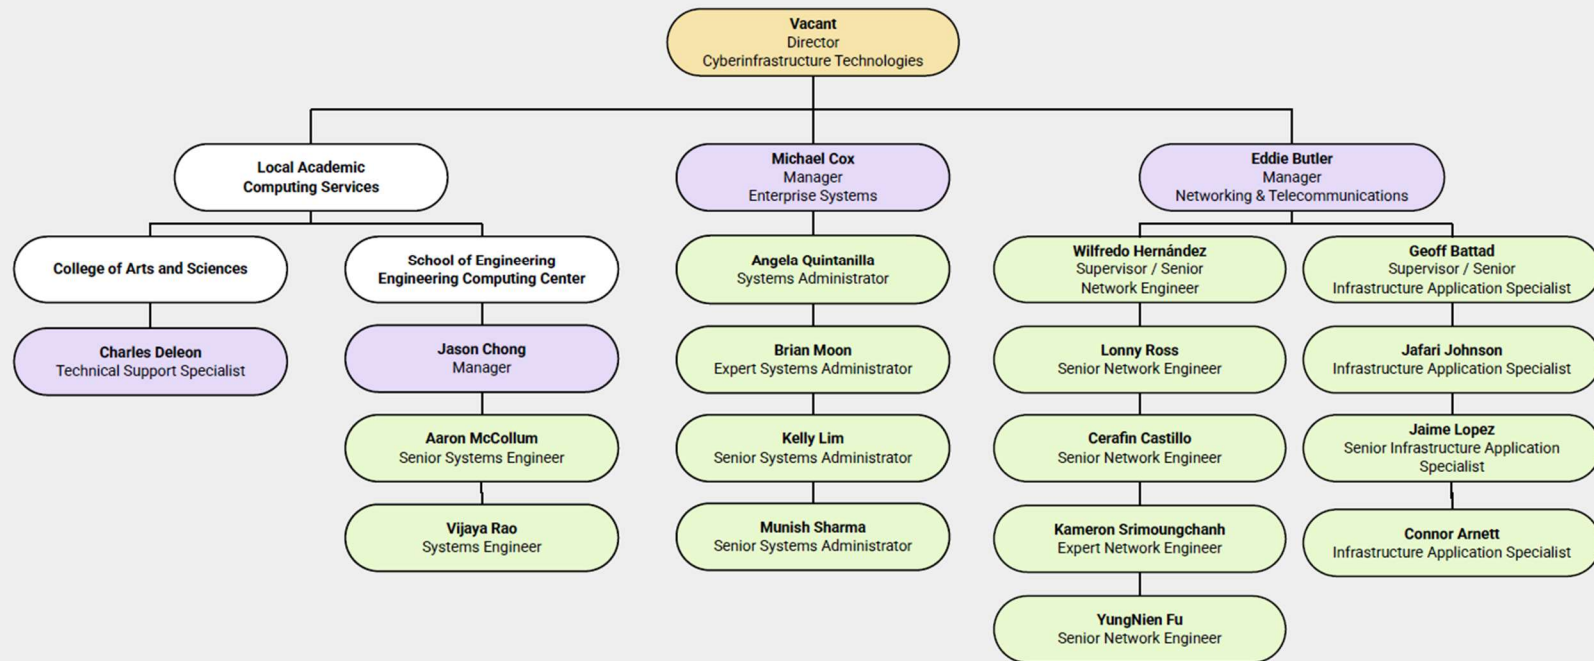 Vacant
Director
Cyberinfrastructure Technologies
Local Academic
Computing Services
Michael Cox
Manager
Enterprise Systems
Eddie Butler
Manager
Networking & Telecommunications
College of Arts and Sciences
School of Engineering
Engineering Computing Center
Angela Quintanilla
Systems Administrator
Wilfredo Hernández
Supervisor / Senior
Network Engineer
Geoff Battad
Supervisor / Senior
Infrastructure Application Specialist
Charles Deleon
Technical Support Specialist
Jason Chong
Manager
Brian Moon
Expert Systems Administrator
Lonny Ross
Senior Network Engineer
Jafari Johnson
Infrastructure Application Specialist
Aaron McCollum
Senior Systems Engineer
Kelly Lim
Senior Systems Administrator
Cerafin Castillo
Senior Network Engineer
Jaime Lopez
Senior Infrastructure Application
Specialist
Vijaya Rao
Systems Engineer
Munish Sharma
Senior Systems Administrator
Kameron Srimoungchanh
Expert Network Engineer
Connor Arnett
Infrastructure Application Specialist
YungNien Fu
Senior Network Engineer